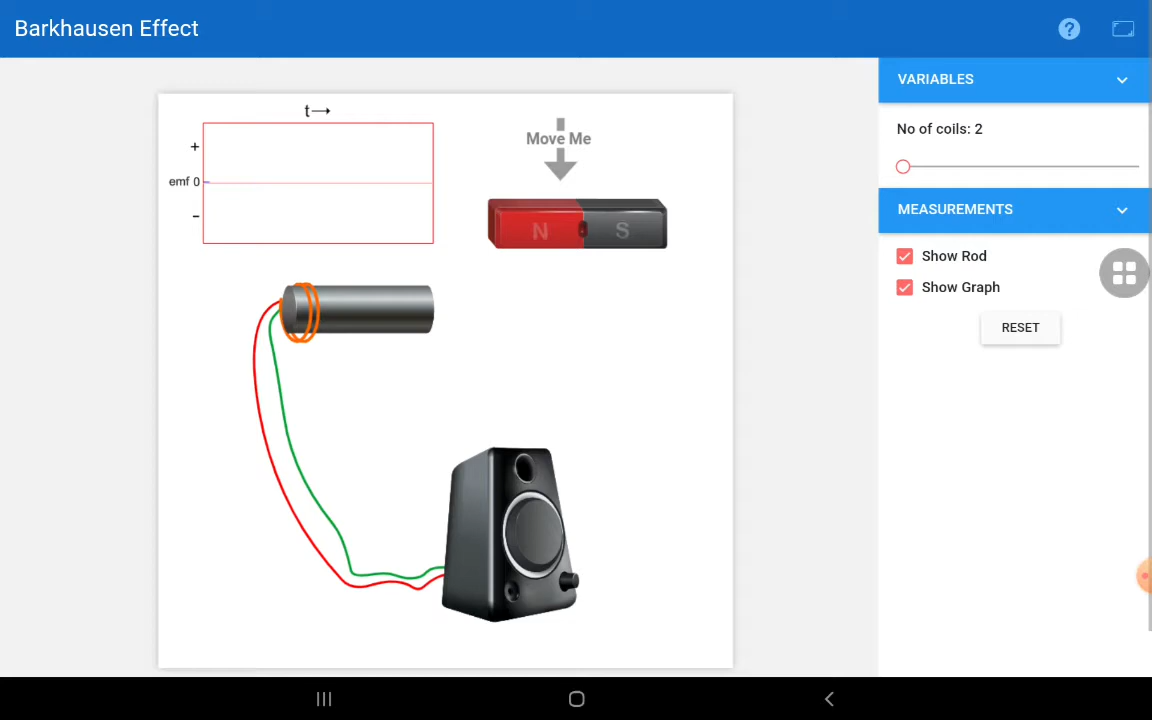 Barkhausen Effect
?
VARIABLES
No of coils: 2
MEASUREMENTS
Show Rod
Show Graph
RESET
t→
+
emf 0
−
Move Me
N
S